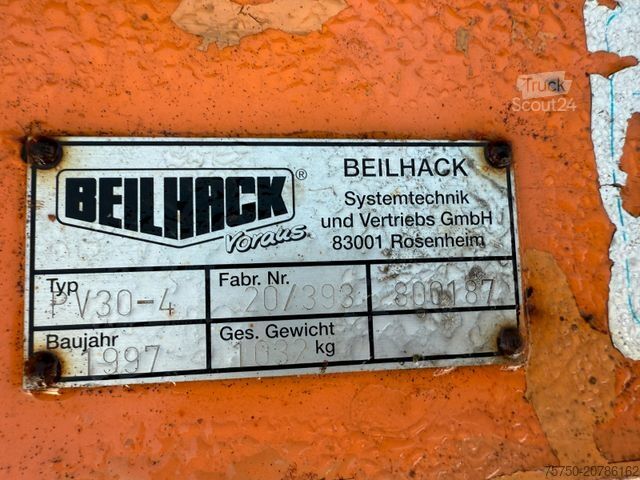 Truck
Scout24
BEILHACK®
Voraus
BEILHACK
Systemtechnik
und Vertriebs GmbH
83001 Rosenheim
Typ
PV30-4
Fabr. Nr.
20/393 800187
Baujahr
1997
Ges. Gewicht
1032 kg
75750-20786162